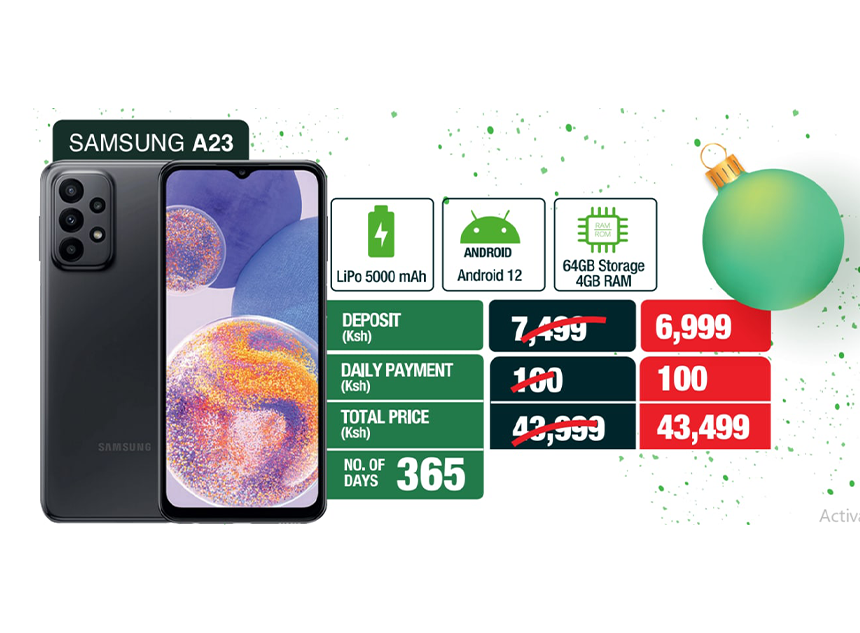 SAMSUNG A23
LiPo 5000 mAh
ANDROID
Android 12
RAM
ROM
64GB Storage
4GB RAM
DEPOSIT
(Ksh)
7,499
6,999
DAILY PAYMENT
(Ksh)
100
100
TOTAL PRICE
(Ksh)
43,999
43,499
NO. OF
DAYS
365
SAMSUNG
Activa